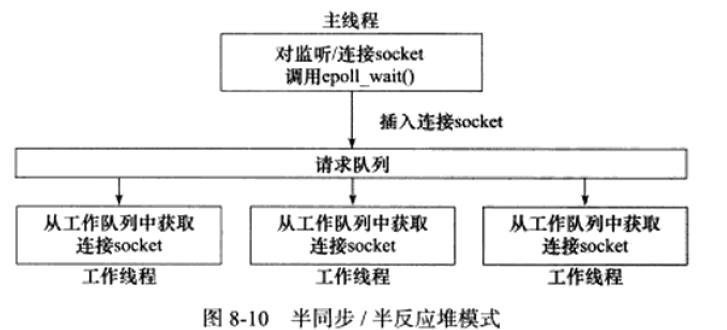 主线程
对监听/连接socket
调用epoll_wait()
插入连接socket
请求队列
从工作队列中获取
连接socket
工作线程
从工作队列中获取
连接socket
工作线程
从工作队列中获取
连接socket
工作线程
图 8-10 半同步 / 半反应堆模式